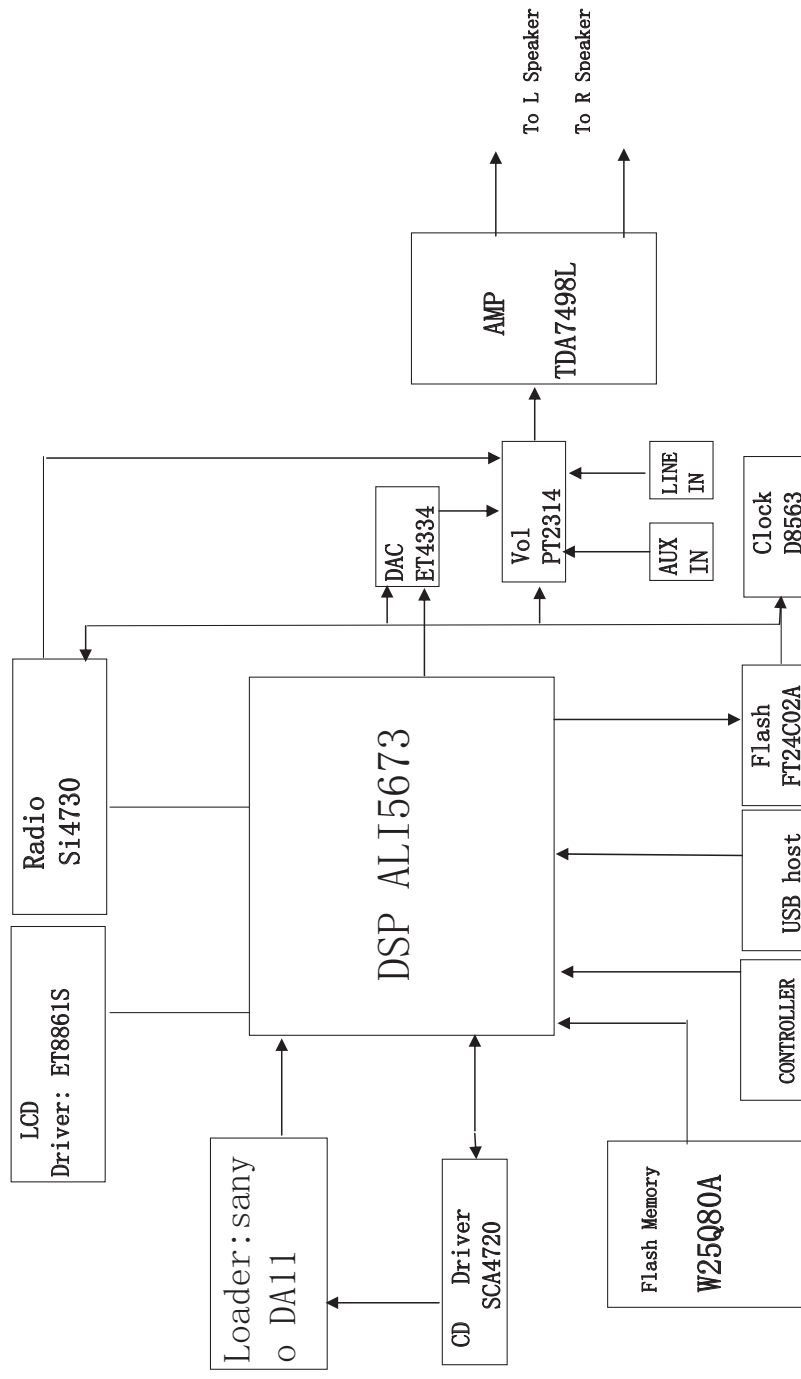 LCD
Driver: ET8861S
Radio
Si4730
Loader:sany
o DA11
DSP ALI5673
DAC
ET4334
CD Driver
SCA4720
Vol
PT2314
AMP
TDA7498L
To L Speaker
To R Speaker
Flash Memory
W25Q80A
CONTROLLER
USB host
Flash
FT24C02A
AUX
IN
LINE
IN
Clock
D8563